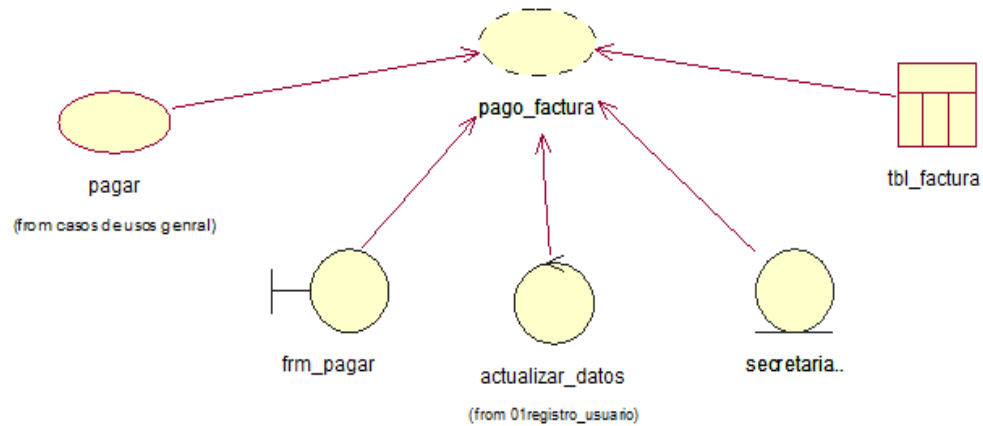 pago_factura
pagar
(from casos de usos genral)
tbl_factura
frm_pagar
actualizar_datos
(from 01registro_usuario)
secretaria..